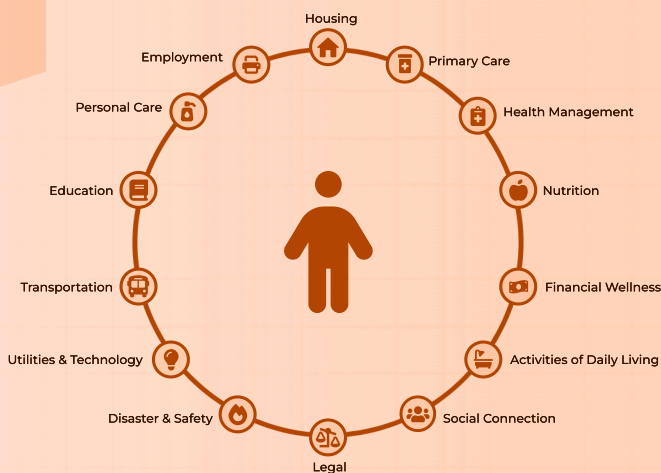 Housing
Employment
Primary Care
Personal Care
Health Management
Education
Nutrition
Transportation
Financial Wellness
Utilities & Technology
Activities of Daily Living
Disaster & Safety
Social Connection
Legal